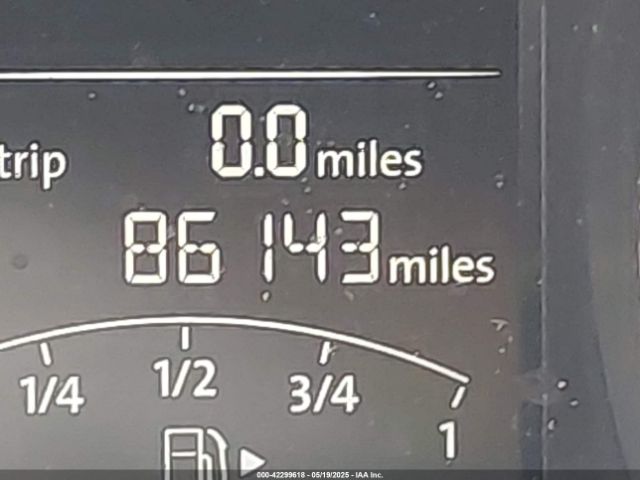 trip 0.0 miles
86143 miles
1/4 1/2 3/4 1
000-42299618 - 05/19/2025 - IAA Inc.